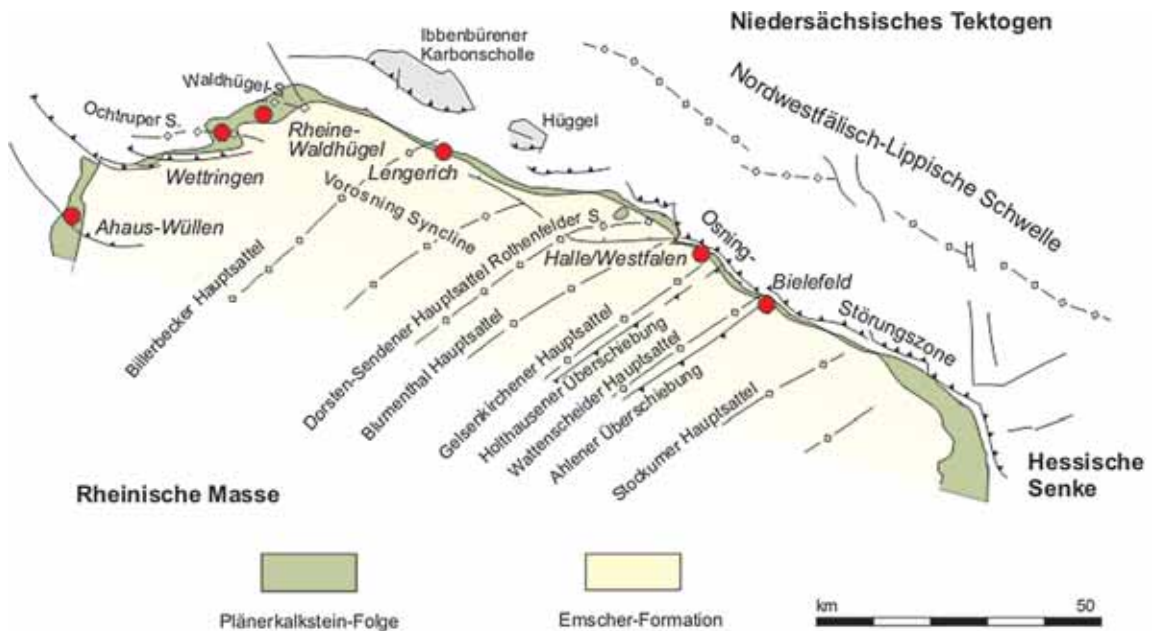 Niedersächsisches Tektogen
Ibbenbürener
Karbonscholle
Waldhügel-S.
Ochtruper S.
Nordwestfälisch-Lippische Schwelle
Hüggel
Rheine-
Waldhügel
Lengerich
Wettringen
Vorosning Syncline
Ahaus-Wüllen
Osning-
Störungszone
Rothenfelder S.
Halle/Westfalen
Bielefeld
Billerbecker Hauptsattel
Dorsten-Sendener Hauptsattel
Blumenthal Hauptsattel
Gelsenkirchener Hauptsattel
Holthausener Überschiebung
Wattenscheider Hauptsattel
Ahlener Überschiebung
Stockumer Hauptsattel
Hessische
Senke
Rheinische Masse
Plänerkalkstein-Folge
Emscher-Formation
km 50